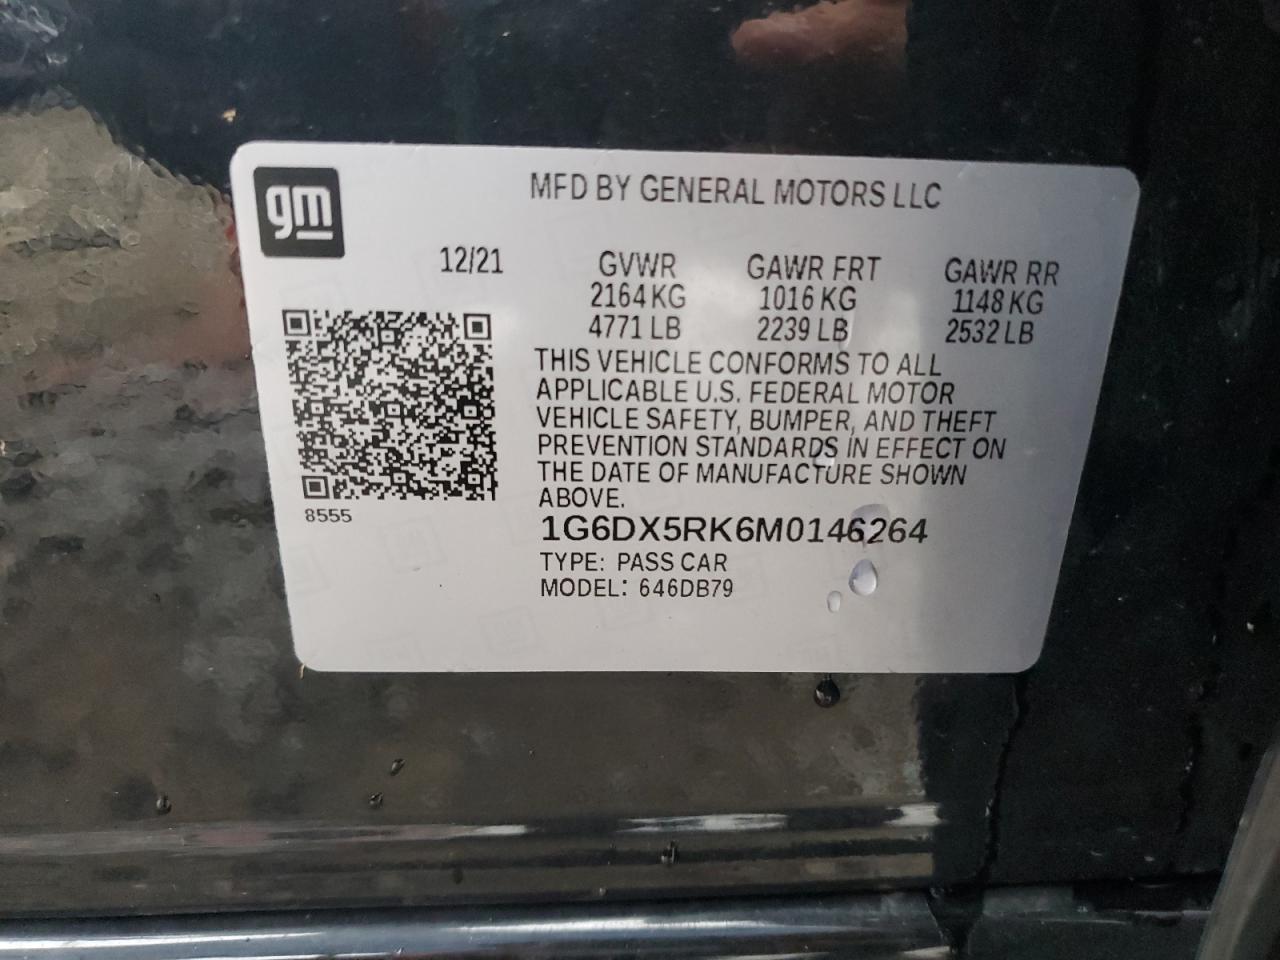 gm
MFD BY GENERAL MOTORS LLC
12/21
GVWR GAWR FRT GAWR RR
2164 KG 1016 KG 1148 KG
4771 LB 2239 LB 2532 LB
THIS VEHICLE CONFORMS TO ALL
APPLICABLE U.S. FEDERAL MOTOR
VEHICLE SAFETY, BUMPER, AND THEFT
PREVENTION STANDARDS IN EFFECT ON
THE DATE OF MANUFACTURE SHOWN
ABOVE.
8555
1G6DX5RK6M0146264
TYPE: PASS CAR
MODEL: 646DB79